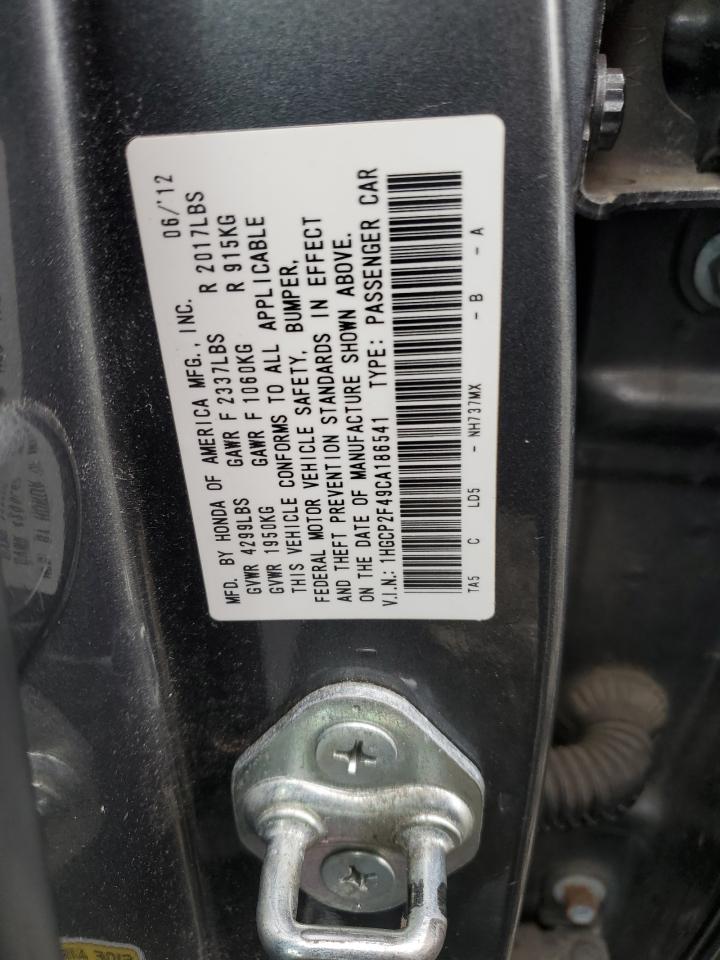 MFD. BY HONDA OF AMERICA MFG., INC. 06/'12
GVWR 4299LBS GAWR F 2337LBS R 2017LBS
GVWR 1950KG GAWR F 1060KG R 915KG
THIS VEHICLE CONFORMS TO ALL APPLICABLE
FEDERAL MOTOR VEHICLE SAFETY, BUMPER,
AND THEFT PREVENTION STANDARDS IN EFFECT
ON THE DATE OF MANUFACTURE SHOWN ABOVE.
V.I.N.: 1HGCP2F49CA186541 TYPE: PASSENGER CAR
TA5 C LD5 - NH737MX - B - A